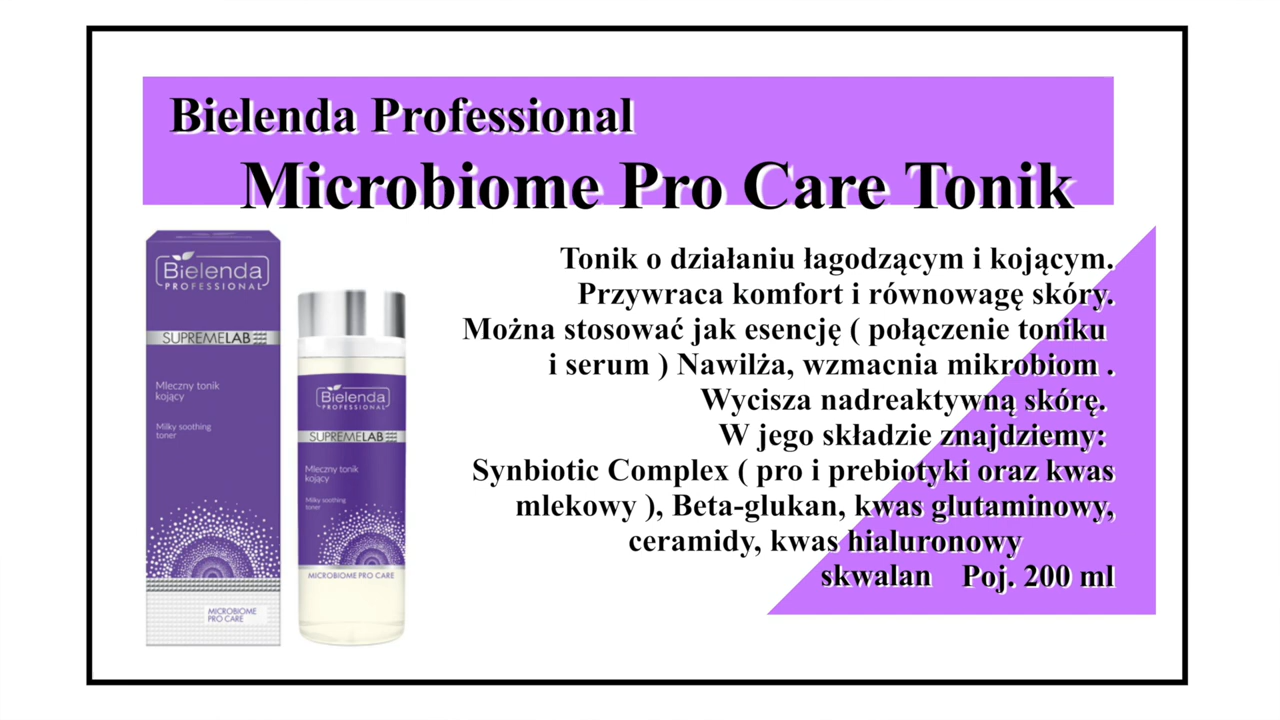 Bielenda Professional
Microbiome Pro Care Tonik
Tonik o działaniu łagodzącym i kojącym.
Przywraca komfort i równowagę skóry.
Można stosować jak esencję ( połączenie toniku
i serum ) Nawilża, wzmacnia mikrobiom .
Wycisza nadreaktywną skórę.
W jego składzie znajdziemy:
Synbiotic Complex ( pro i prebiotyki oraz kwas
mlekowy ), Beta-glukan, kwas glutaminowy,
ceramidy, kwas hialuronowy
skwalan Poj. 200 ml
Bielenda
PROFESSIONAL
SUPREMELAB
Mleczny tonik
kojący
Milky soothing
toner
MICROBIOME
PRO CARE
Bielenda
PROFESSIONAL
SUPREMELAB
Mleczny tonik
kojący
Milky soothing
toner
MICROBIOME PRO CARE